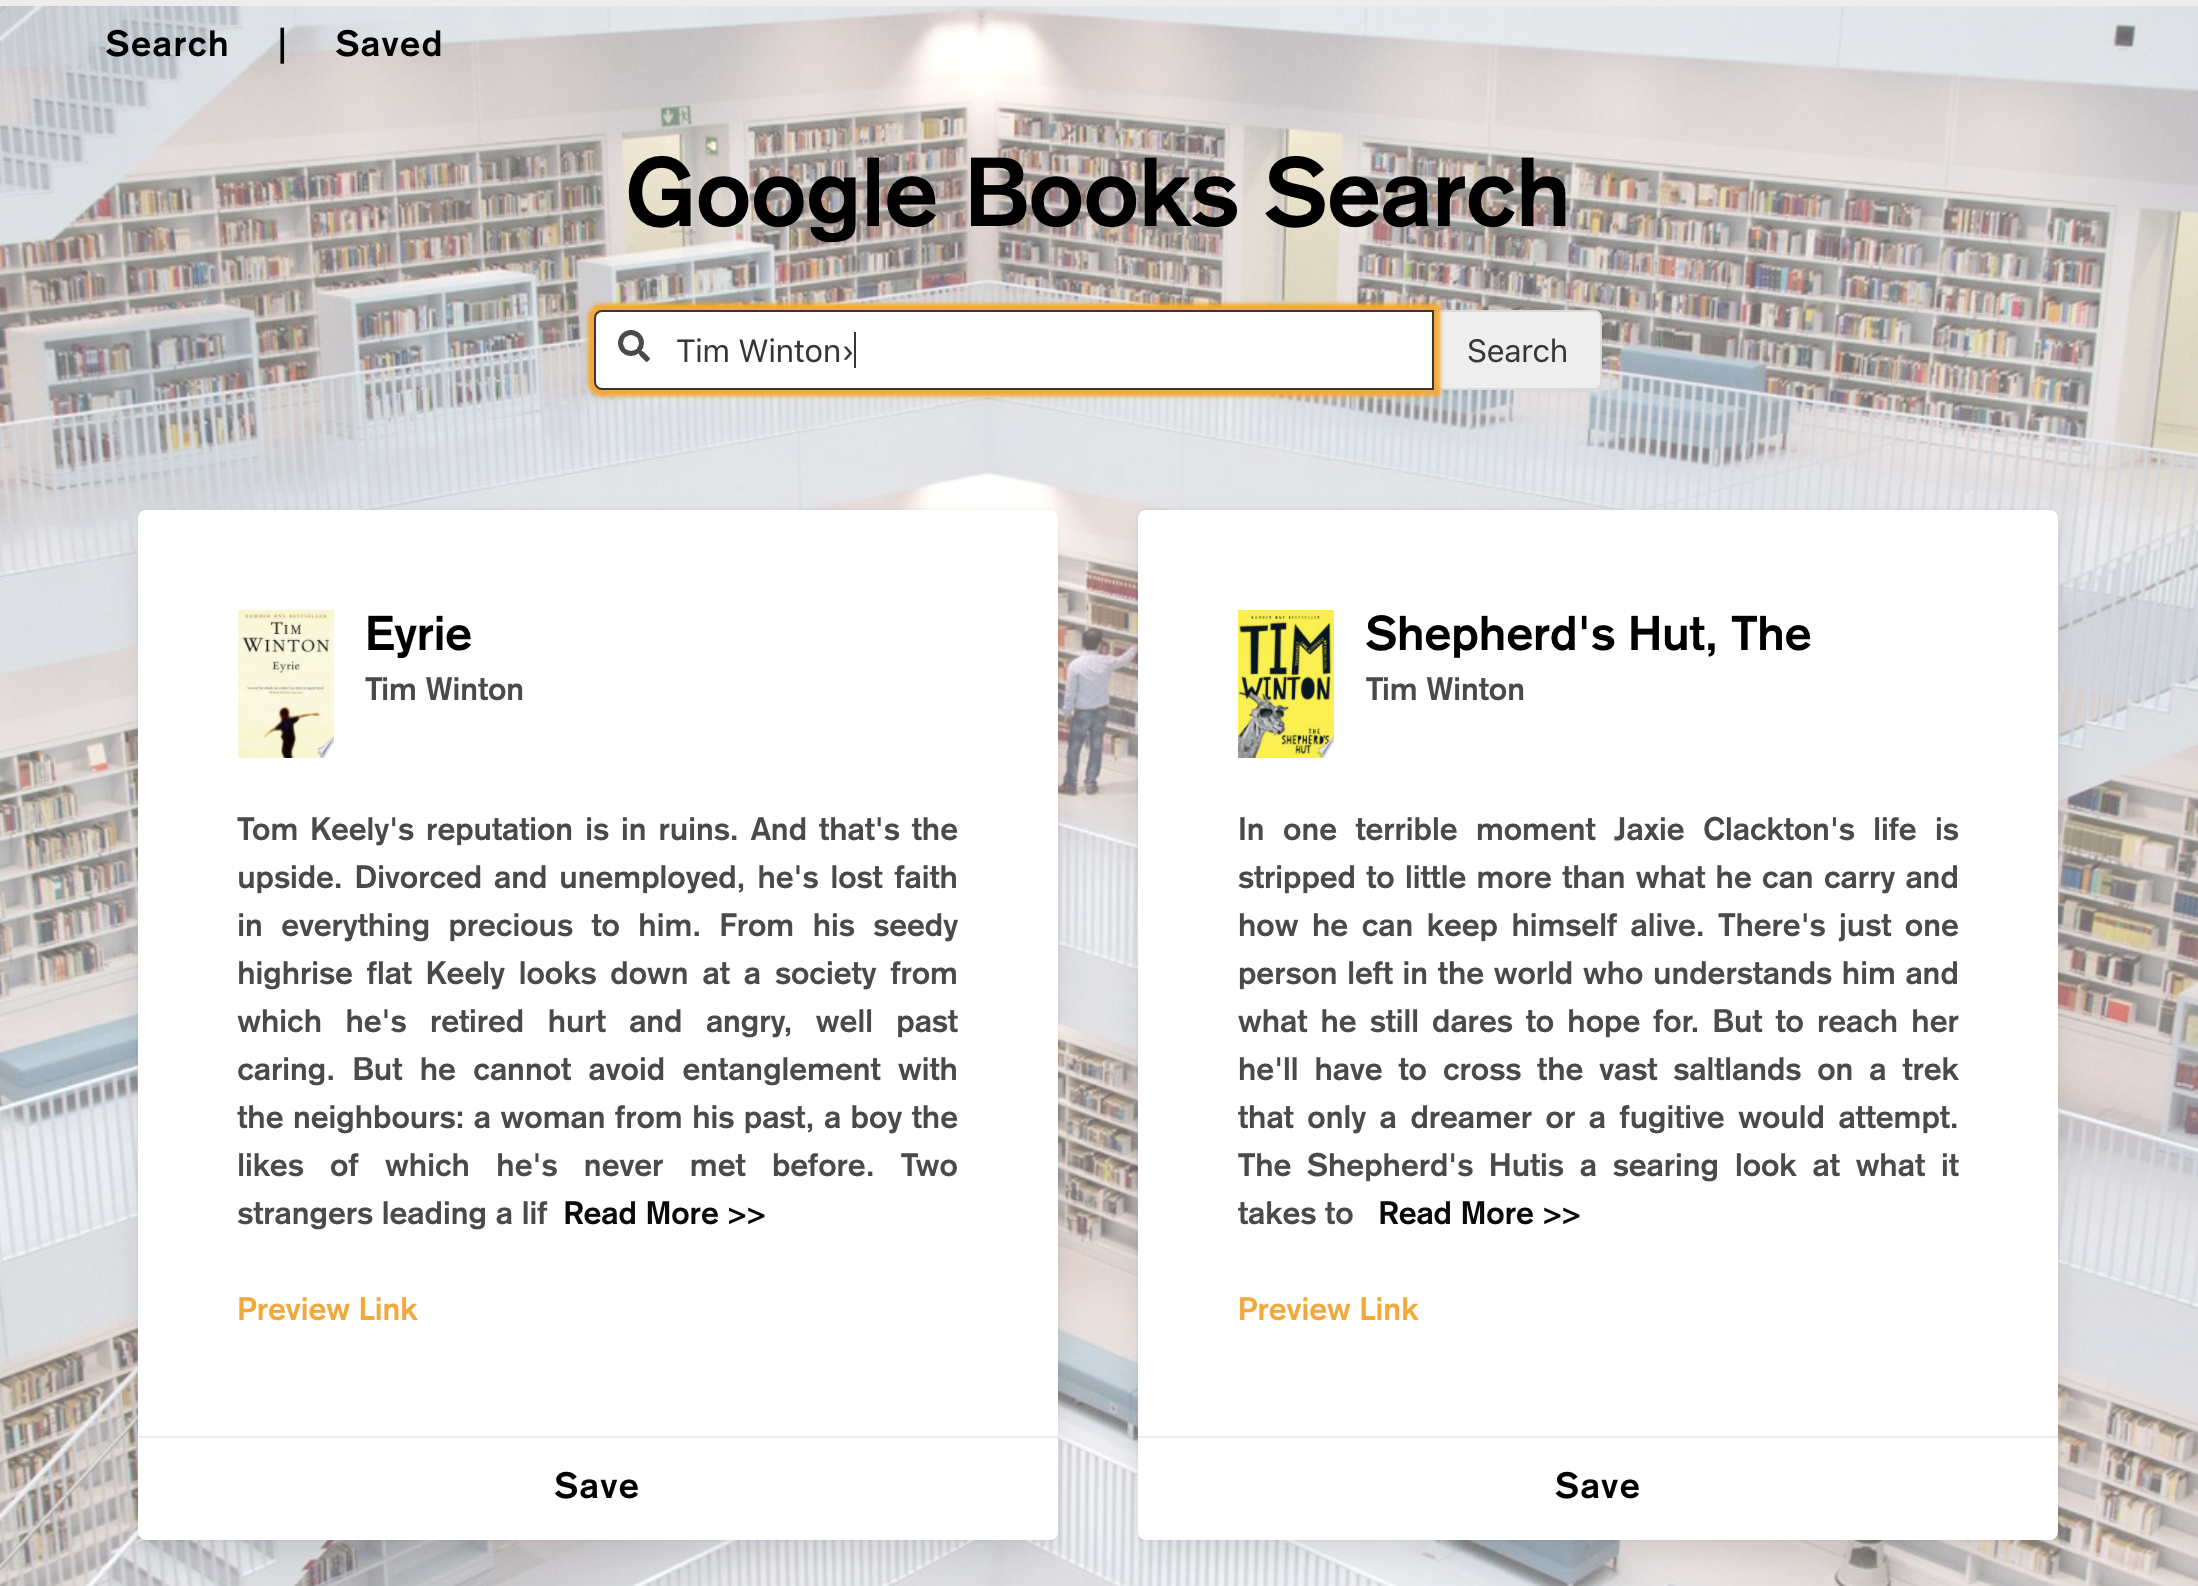 Search | Saved
Google Books Search
Tim Winton›
Search
NUMBER ONE BESTSELLER
TIM
WINTON
Eyrie
Eyrie
Tim Winton
Tom Keely's reputation is in ruins. And that's the
upside. Divorced and unemployed, he's lost faith
in everything precious to him. From his seedy
highrise flat Keely looks down at a society from
which he's retired hurt and angry, well past
caring. But he cannot avoid entanglement with
the neighbours: a woman from his past, a boy the
likes of which he's never met before. Two
strangers leading a lif Read More >>
Preview Link
Save
NUMBER ONE BESTSELLER
TIM
WINTON
THE
SHEPHERD'S
HUT
Shepherd's Hut, The
Tim Winton
In one terrible moment Jaxie Clackton's life is
stripped to little more than what he can carry and
how he can keep himself alive. There's just one
person left in the world who understands him and
what he still dares to hope for. But to reach her
he'll have to cross the vast saltlands on a trek
that only a dreamer or a fugitive would attempt.
The Shepherd's Hutis a searing look at what it
takes to Read More >>
Preview Link
Save